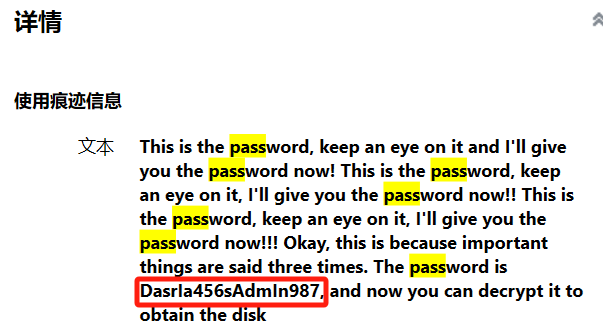 详情
使用痕迹信息
文本
This is the password, keep an eye on it and I'll give
you the password now! This is the password, keep
an eye on it, I'll give you the password now!! This is
the password, keep an eye on it, I'll give you the
password now!!! Okay, this is because important
things are said three times. The password is
Dasrla456sAdmln987, and now you can decrypt it to
obtain the disk